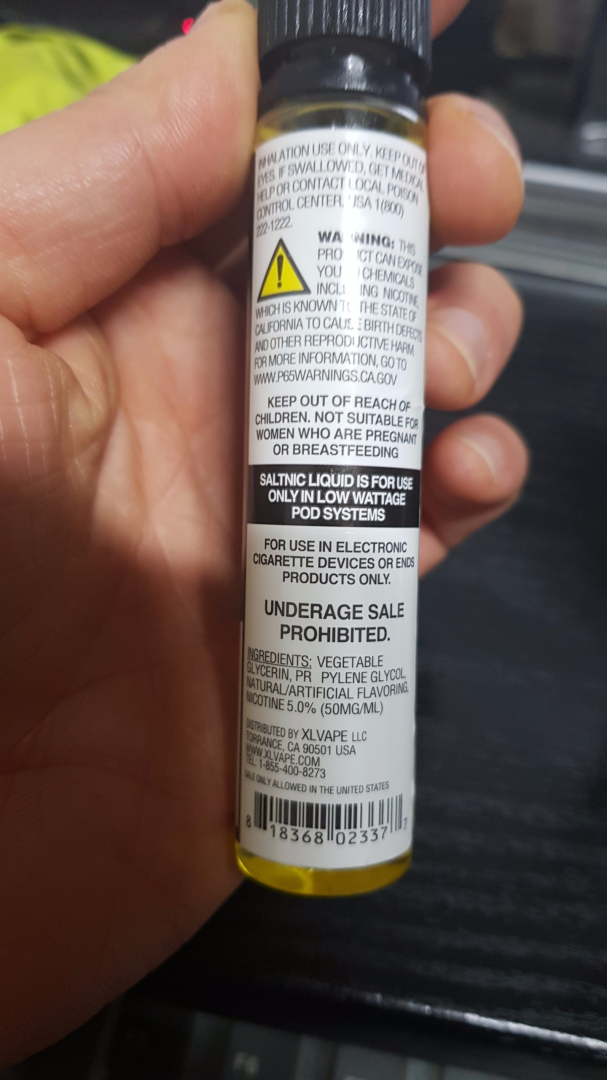 INHALATION USE ONLY. KEEP OUT OF
EYES. IF SWALLOWED, GET MEDICAL
HELP OR CONTACT LOCAL POISON
CONTROL CENTER, USA 1(800)
222-1222.
WARNING: THIS
PRODUCT CAN EXPOSE
YOU TO CHEMICALS
INCLUDING NICOTINE,
WHICH IS KNOWN TO THE STATE OF
CALIFORNIA TO CAUSE BIRTH DEFECTS
AND OTHER REPRODUCTIVE HARM.
FOR MORE INFORMATION, GO TO
WWW.P65WARNINGS.CA.GOV
KEEP OUT OF REACH OF
CHILDREN. NOT SUITABLE FOR
WOMEN WHO ARE PREGNANT
OR BREASTFEEDING
SALTNIC LIQUID IS FOR USE
ONLY IN LOW WATTAGE
POD SYSTEMS
FOR USE IN ELECTRONIC
CIGARETTE DEVICES OR ENDS
PRODUCTS ONLY.
UNDERAGE SALE
PROHIBITED.
INGREDIENTS: VEGETABLE
GLYCERIN, PR PYLENE GLYCOL,
NATURAL/ARTIFICIAL FLAVORING,
NICOTINE 5.0% (50MG/ML)
DISTRIBUTED BY XLVAPE LLC
TORRANCE, CA 90501 USA
WWW.XLVAPE.COM
TEL: 1-855-400-8273
SALE ONLY ALLOWED IN THE UNITED STATES
8 18368 02337 7
F6